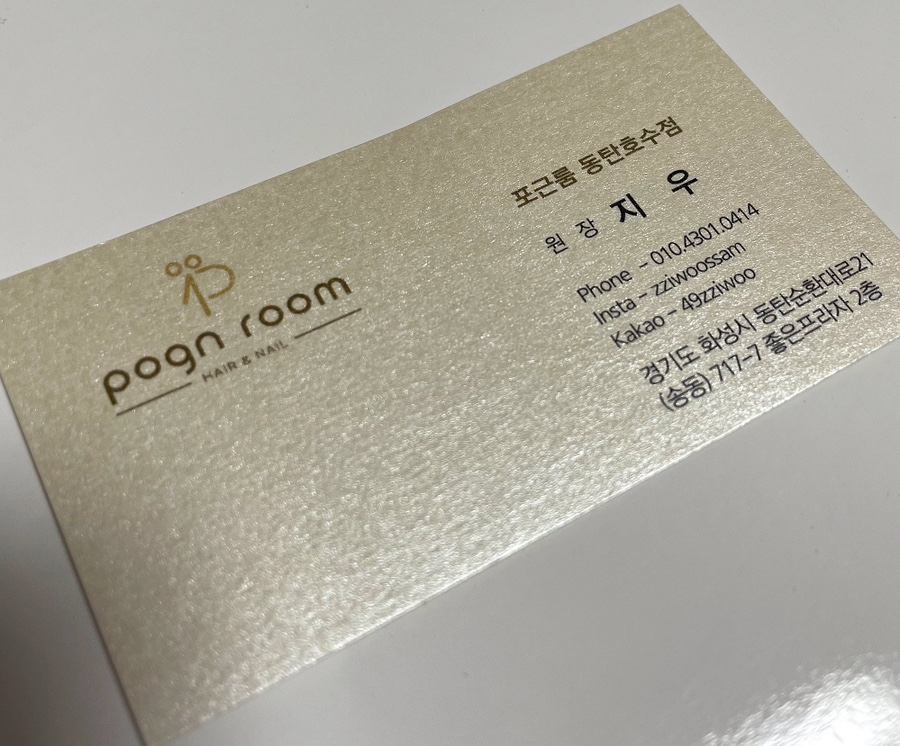 pogn room
HAIR & NAIL
포근룸 동탄호수점
원 장 지 우
Phone - 010.4301.0414
Insta - zziwoossam
Kakao - 49zziwoo
경기도 화성시 동탄순환대로21
(송동) 717-7 좋은프라자 2층